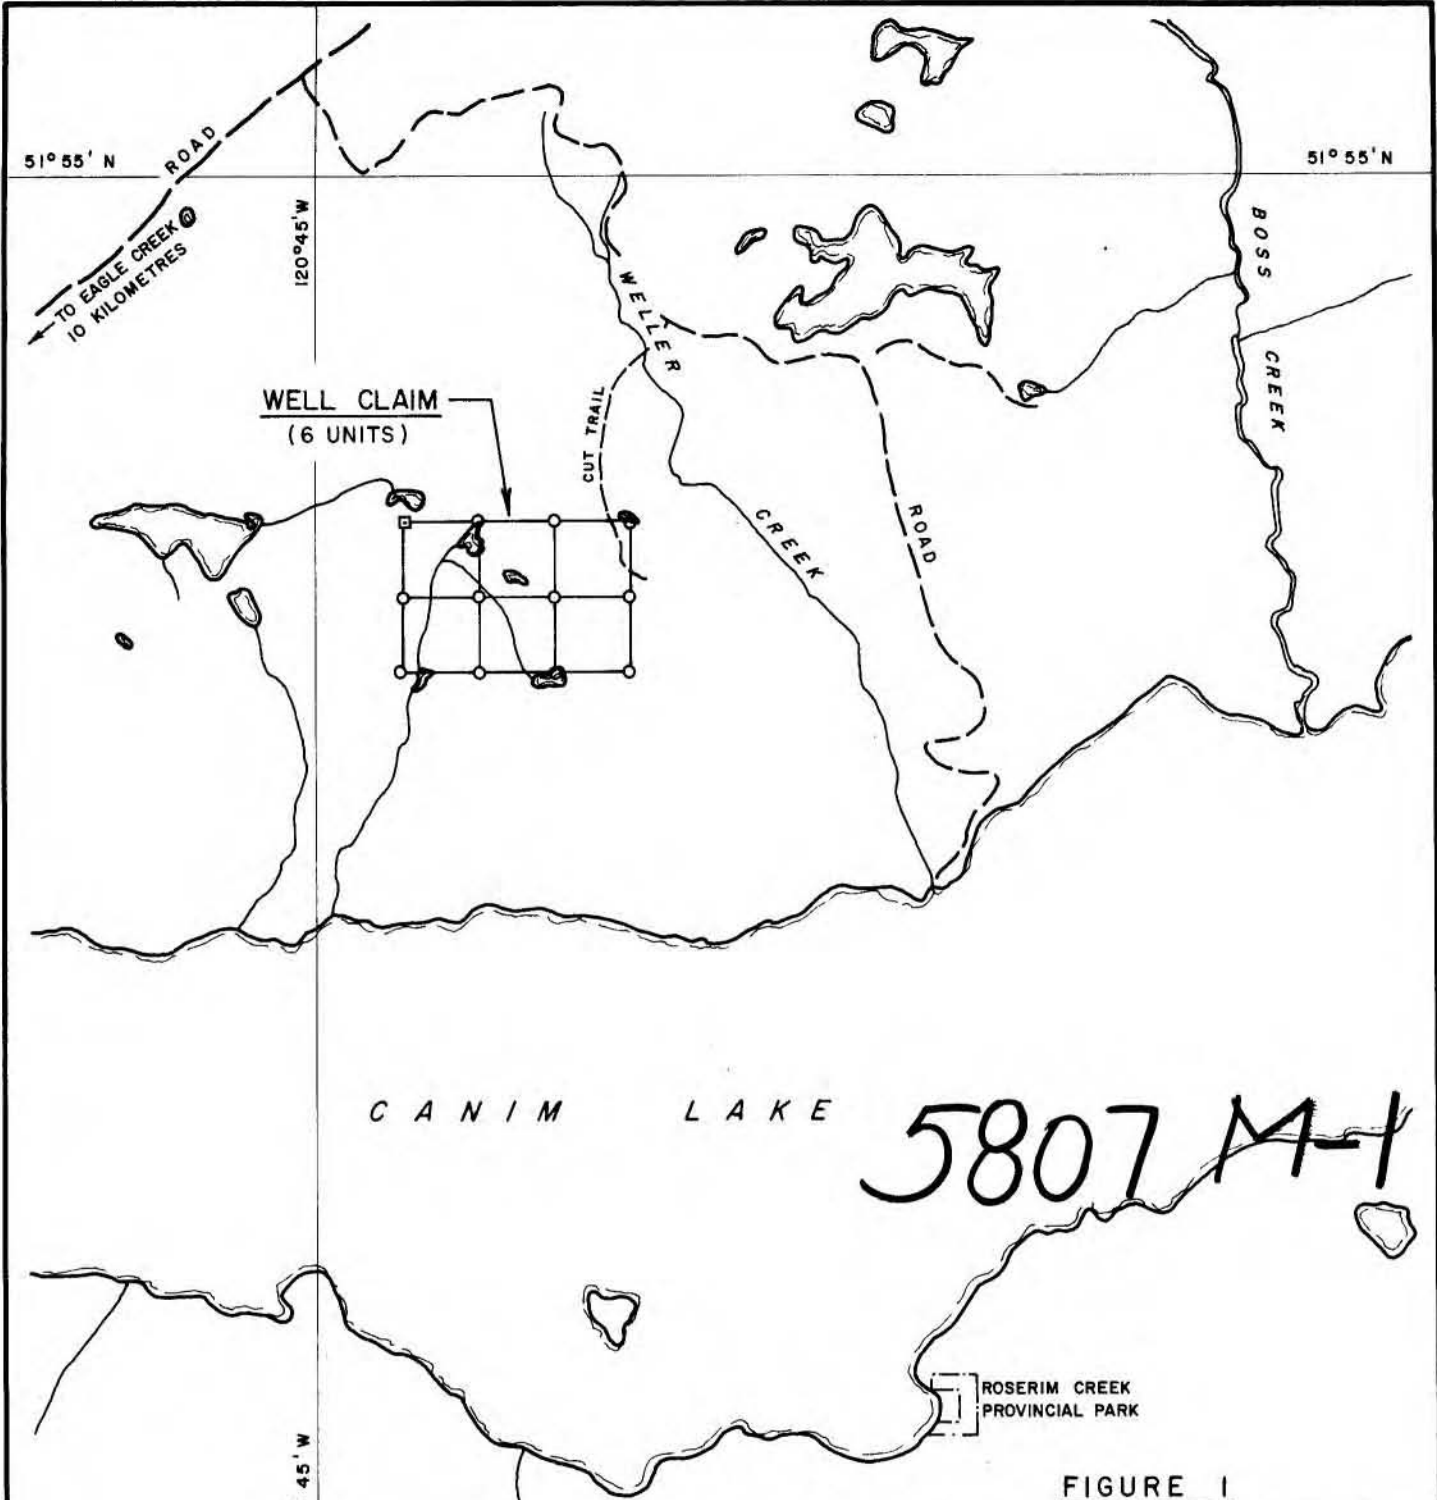 ROAD
51° 55' N
51° 55' N
120° 45' W
TO EAGLE CREEK
10 KILOMETRES
BOSS
CREEK
WELLER
CREEK
WELL CLAIM
(6 UNITS)
CUT TRAIL
ROAD
CANIM LAKE
5807 M-1
ROSERIM CREEK
PROVINCIAL PARK
45' W
FIGURE 1